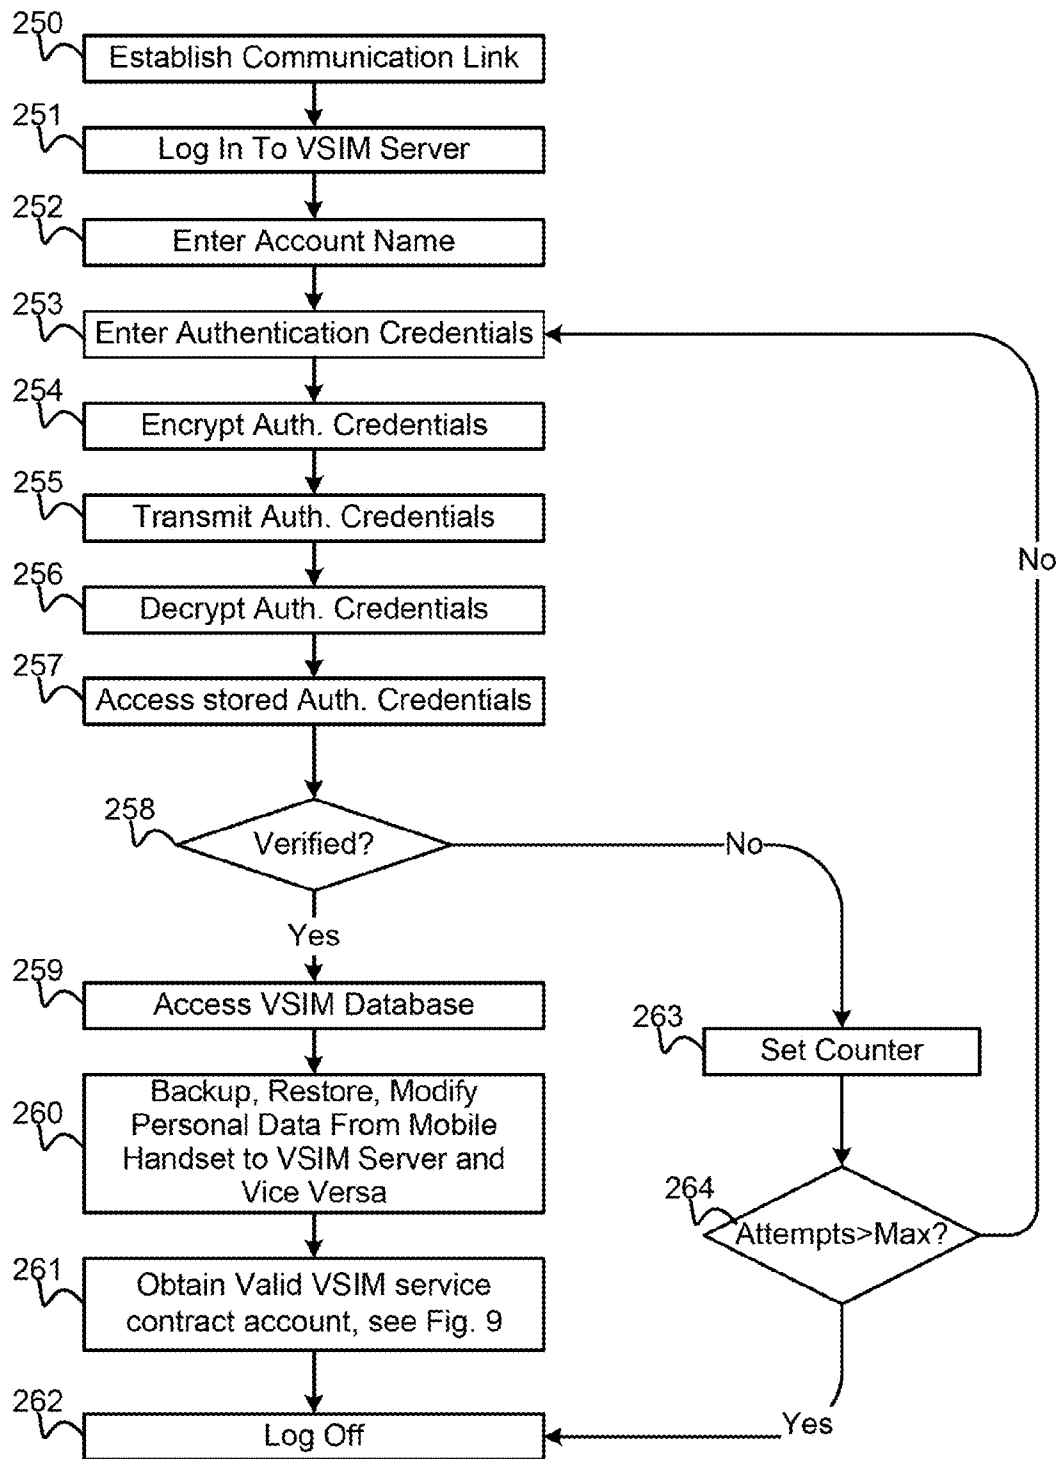 250
Establish Communication Link
251
Log In To VSIM Server
252
Enter Account Name
253
Enter Authentication Credentials
254
Encrypt Auth. Credentials
255
Transmit Auth. Credentials
No
256
Decrypt Auth. Credentials
257
Access stored Auth. Credentials
258
Verified?
No
Yes
259
Access VSIM Database
263
Set Counter
260
Backup, Restore, Modify
Personal Data From Mobile
Handset to VSIM Server and
Vice Versa
264
Attempts>Max?
261
Obtain Valid VSIM service
contract account, see Fig. 9
262
Log Off
Yes